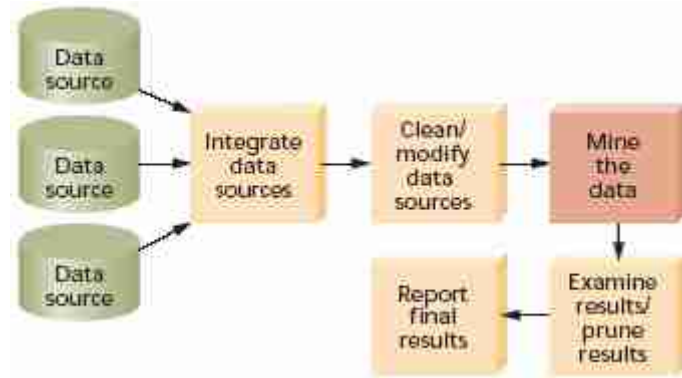 Data
source
Data
source
Data
source
Integrate
data
sources
Clean/
modify
data
sources
Mine
the
data
Examine
results/
prune
results
Report
final
results